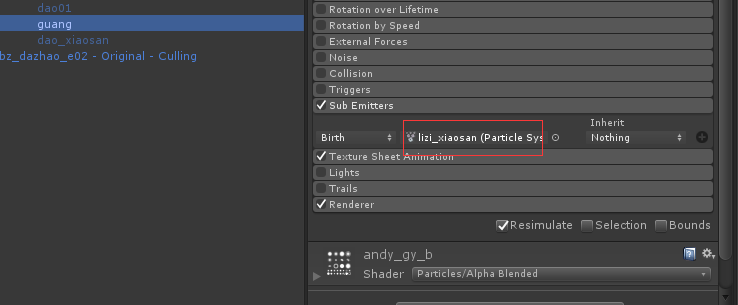 dao01
guang
dao_xiaosan
bz_dazhao_e02 - Original - Culling
Rotation over Lifetime
Rotation by Speed
External Forces
Noise
Collision
Triggers
Sub Emitters
Inherit
Birth lizi_xiaosan (Particle Sys Nothing
Texture Sheet Animation
Lights
Trails
Renderer
Resimulate Selection Bounds
andy_gy_b
Shader Particles/Alpha Blended